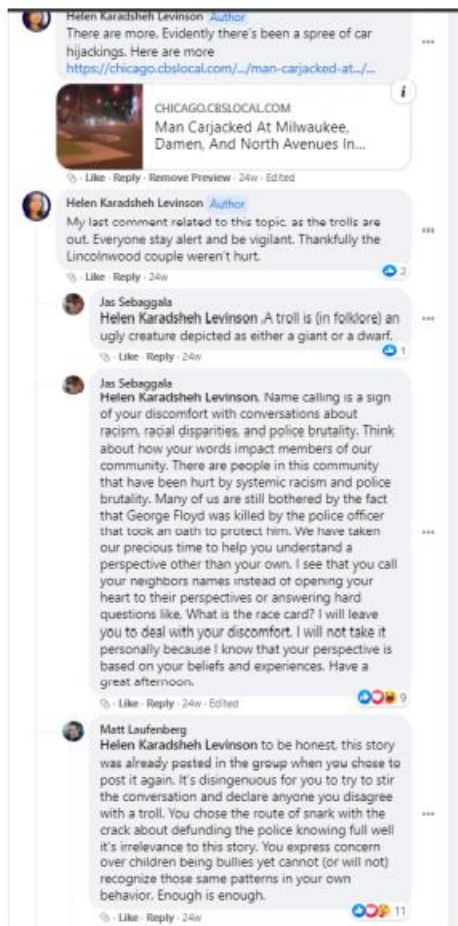 Helen Karadsheh Levinson Author
There are more. Evidently there's been a spree of car
hijackings. Here are more
https://chicago.cbslocal.com/.../man-carjacked-at.../...
i
CHICAGO.CBSLOCAL.COM
Man Carjacked At Milwaukee,
Damen, And North Avenues In...
Like · Reply · Remove Preview · 24w · Edited
Helen Karadsheh Levinson Author
My last comment related to this topic, as the trolls are
out. Everyone stay alert and be vigilant. Thankfully the
Lincolnwood couple weren't hurt.
Like · Reply · 24w
Jas Sebaggala
Helen Karadsheh Levinson .A troll is (in folklore) an
ugly creature depicted as either a giant or a dwarf.
1
Like · Reply · 24w
Jas Sebaggala
Helen Karadsheh Levinson, Name calling is a sign
of your discomfort with conversations about
racism, racial disparities, and police brutality. Think
about how your words impact members of our
community. There are people in this community
that have been hurt by systemic racism and police
brutality. Many of us are still bothered by the fact
that George Floyd was killed by the police officer
that took an oath to protect him. We have taken
our precious time to help you understand a
perspective other than your own. I see that you call
your neighbors names instead of opening your
heart to their perspectives or answering hard
questions like, What is the race card? I will leave
you to deal with your discomfort. I will not take it
personally because I know that your perspective is
based on your beliefs and experiences. Have a
great afternoon.
9
Like · Reply · 24w · Edited
Matt Laufenberg
Helen Karadsheh Levinson to be honest, this story
was already posted in the group when you chose to
post it again. It's disingenuous for you to try to stir
the conversation and declare anyone you disagree
with a troll. You chose the route of snark with the
crack about defunding the police knowing full well
it's irrelevance to this story. You express concern
over children being bullies yet cannot (or will not)
recognize those same patterns in your own
behavior. Enough is enough.
11
Like · Reply · 24w